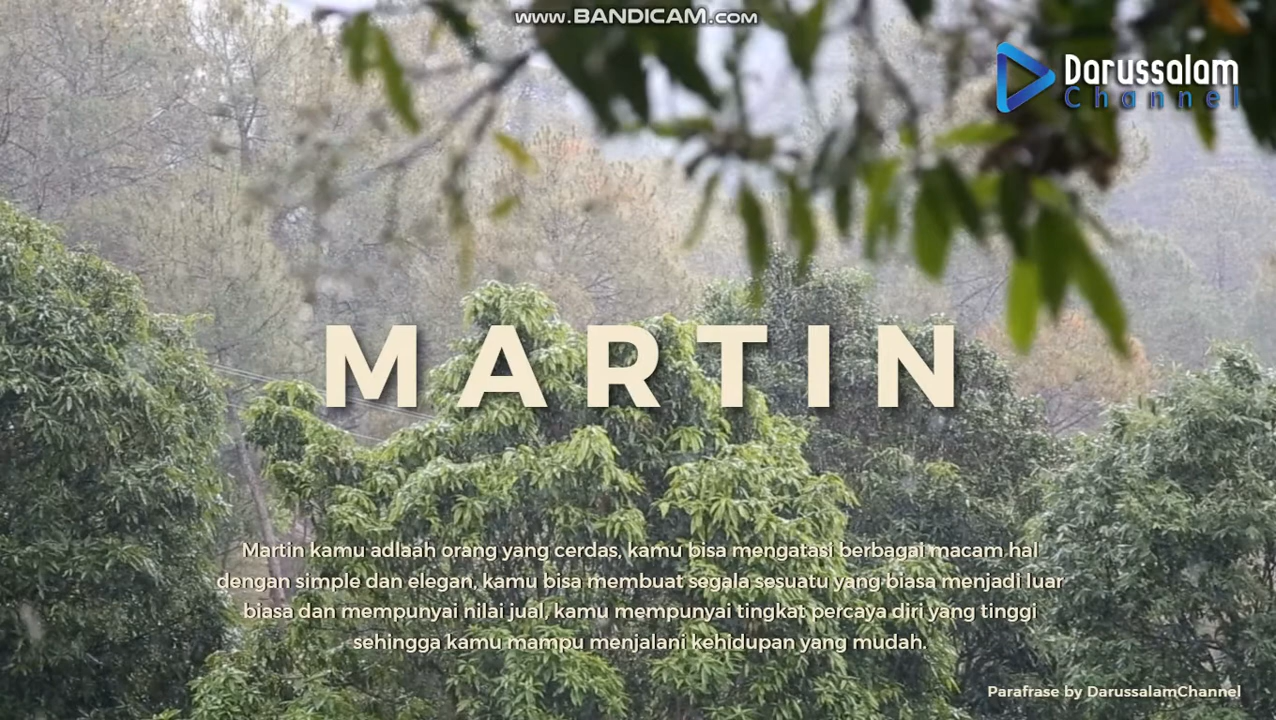 www.BANDICAM.com
Darussalam
Channel
MARTIN
Martin kamu adlaah orang yang cerdas, kamu bisa mengatasi berbagai macam hal
dengan simple dan elegan, kamu bisa membuat segala sesuatu yang biasa menjadi luar
biasa dan mempunyai nilai jual, kamu mempunyai tingkat percaya diri yang tinggi
sehingga kamu mampu menjalani kehidupan yang mudah.
Parafrase by DarussalamChannel